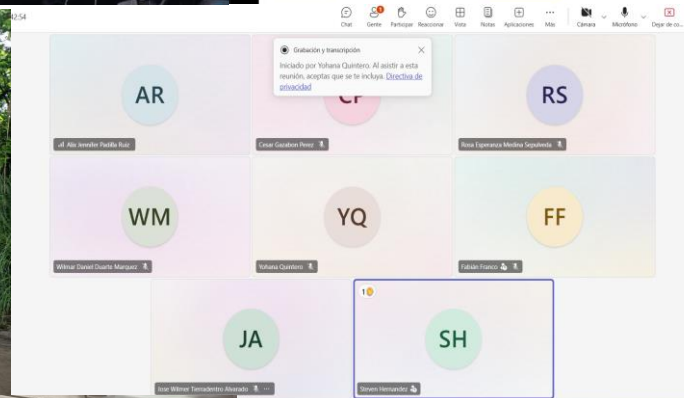 42:54
Chat Gente Participar Reaccionar Vista Notas Aplicaciones Más Cámara Micrófono Dejar de co...
Grabación y transcripción
Iniciado por Yohana Quintero. Al asistir a esta
reunión, aceptas que se te incluya. Directiva de
privacidad
AR
RS
Alix Jennifer Padilla Ruiz
Cesar Gazabon Perez
Rosa Esperanza Medina Sepulveda
WM
YQ
FF
Wilmar Daniel Duarte Marquez
Yohana Quintero
Fabián Franco
1
JA
SH
Jose Wilmer Tierradentro Alvarado
Steven Hernandez